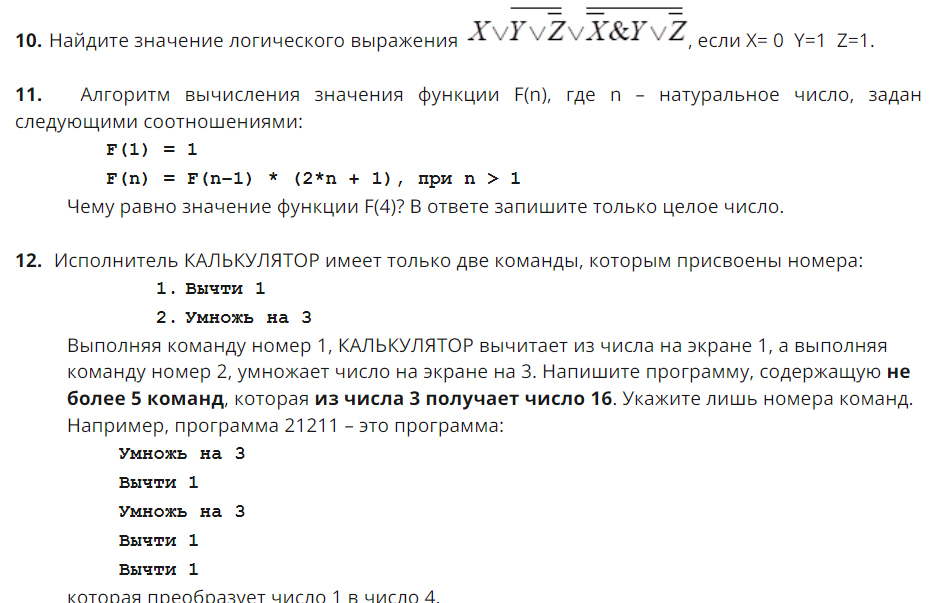 10. Найдите значение логического выражения X∨Y∨Z∨X&Y∨Z, если X= 0 Y=1 Z=1.
11. Алгоритм вычисления значения функции F(n), где n – натуральное число, задан
следующими соотношениями:
F(1) = 1
F(n) = F(n–1) * (2*n + 1), при n > 1
Чему равно значение функции F(4)? В ответе запишите только целое число.
12. Исполнитель КАЛЬКУЛЯТОР имеет только две команды, которым присвоены номера:
1. Вычти 1
2. Умножь на 3
Выполняя команду номер 1, КАЛЬКУЛЯТОР вычитает из числа на экране 1, а выполняя
команду номер 2, умножает число на экране на 3. Напишите программу, содержащую не
более 5 команд, которая из числа 3 получает число 16. Укажите лишь номера команд.
Например, программа 21211 – это программа:
Умножь на 3
Вычти 1
Умножь на 3
Вычти 1
Вычти 1
которая преобразует число 1 в число 4.